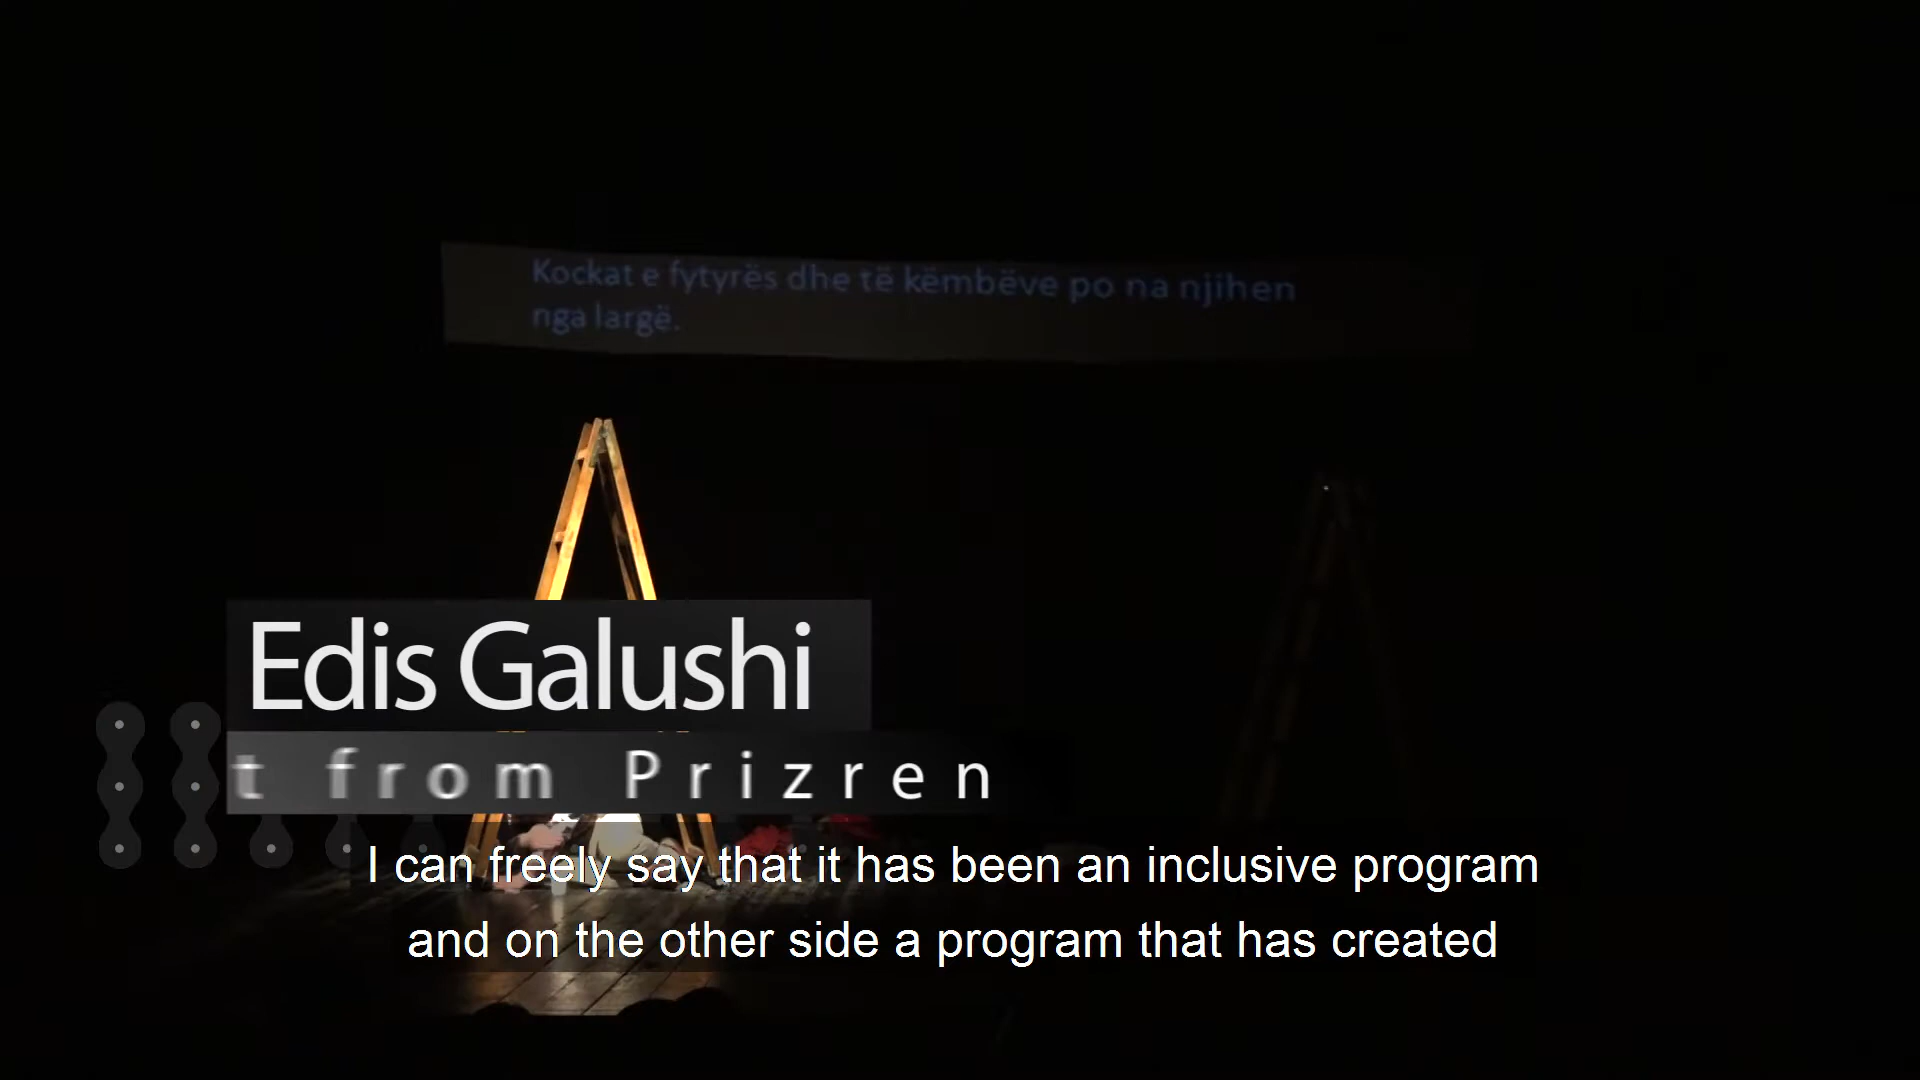 Kockat e fytyrës dhe të këmbëve po na njihen
nga largë.
Edis Galushi
t from Prizren
I can freely say that it has been an inclusive program
and on the other side a program that has created